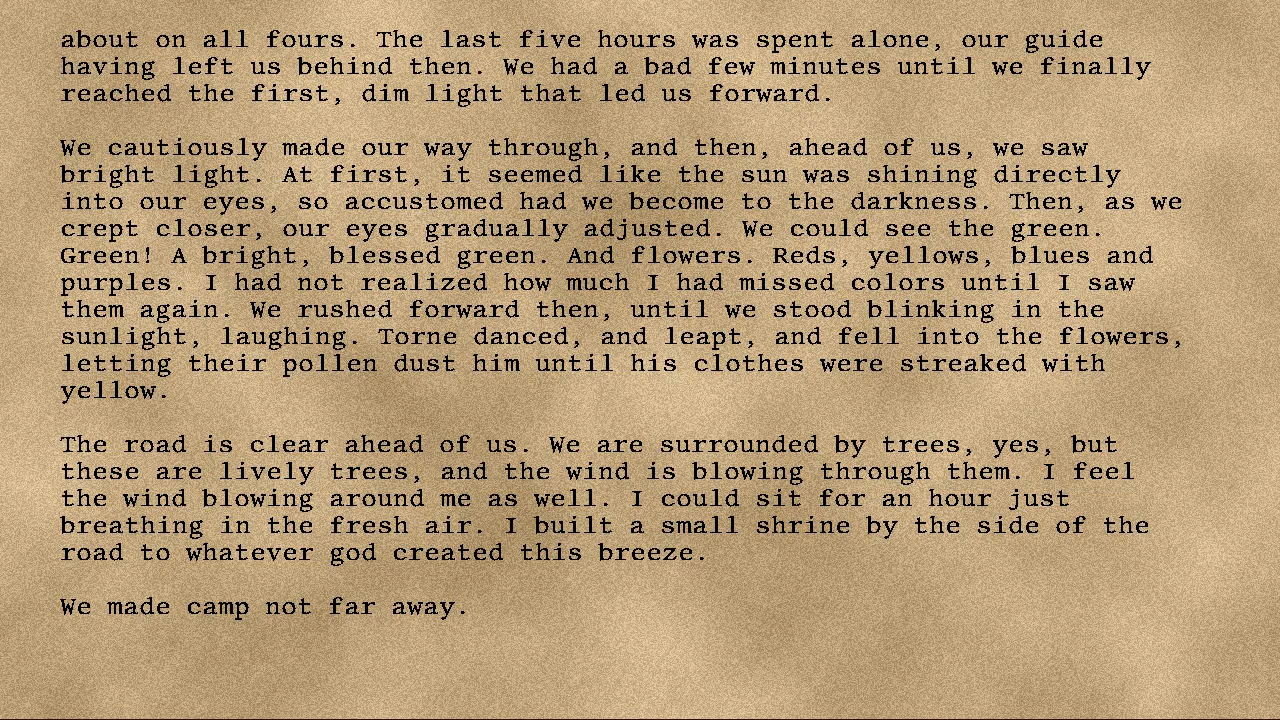 about on all fours. The last five hours was spent alone, our guide
having left us behind then. We had a bad few minutes until we finally
reached the first, dim light that led us forward.
We cautiously made our way through, and then, ahead of us, we saw
bright light. At first, it seemed like the sun was shining directly
into our eyes, so accustomed had we become to the darkness. Then, as we
crept closer, our eyes gradually adjusted. We could see the green.
Green! A bright, blessed green. And flowers. Reds, yellows, blues and
purples. I had not realized how much I had missed colors until I saw
them again. We rushed forward then, until we stood blinking in the
sunlight, laughing. Torne danced, and leapt, and fell into the flowers,
letting their pollen dust him until his clothes were streaked with
yellow.
The road is clear ahead of us. We are surrounded by trees, yes, but
these are lively trees, and the wind is blowing through them. I feel
the wind blowing around me as well. I could sit for an hour just
breathing in the fresh air. I built a small shrine by the side of the
road to whatever god created this breeze.
We made camp not far away.